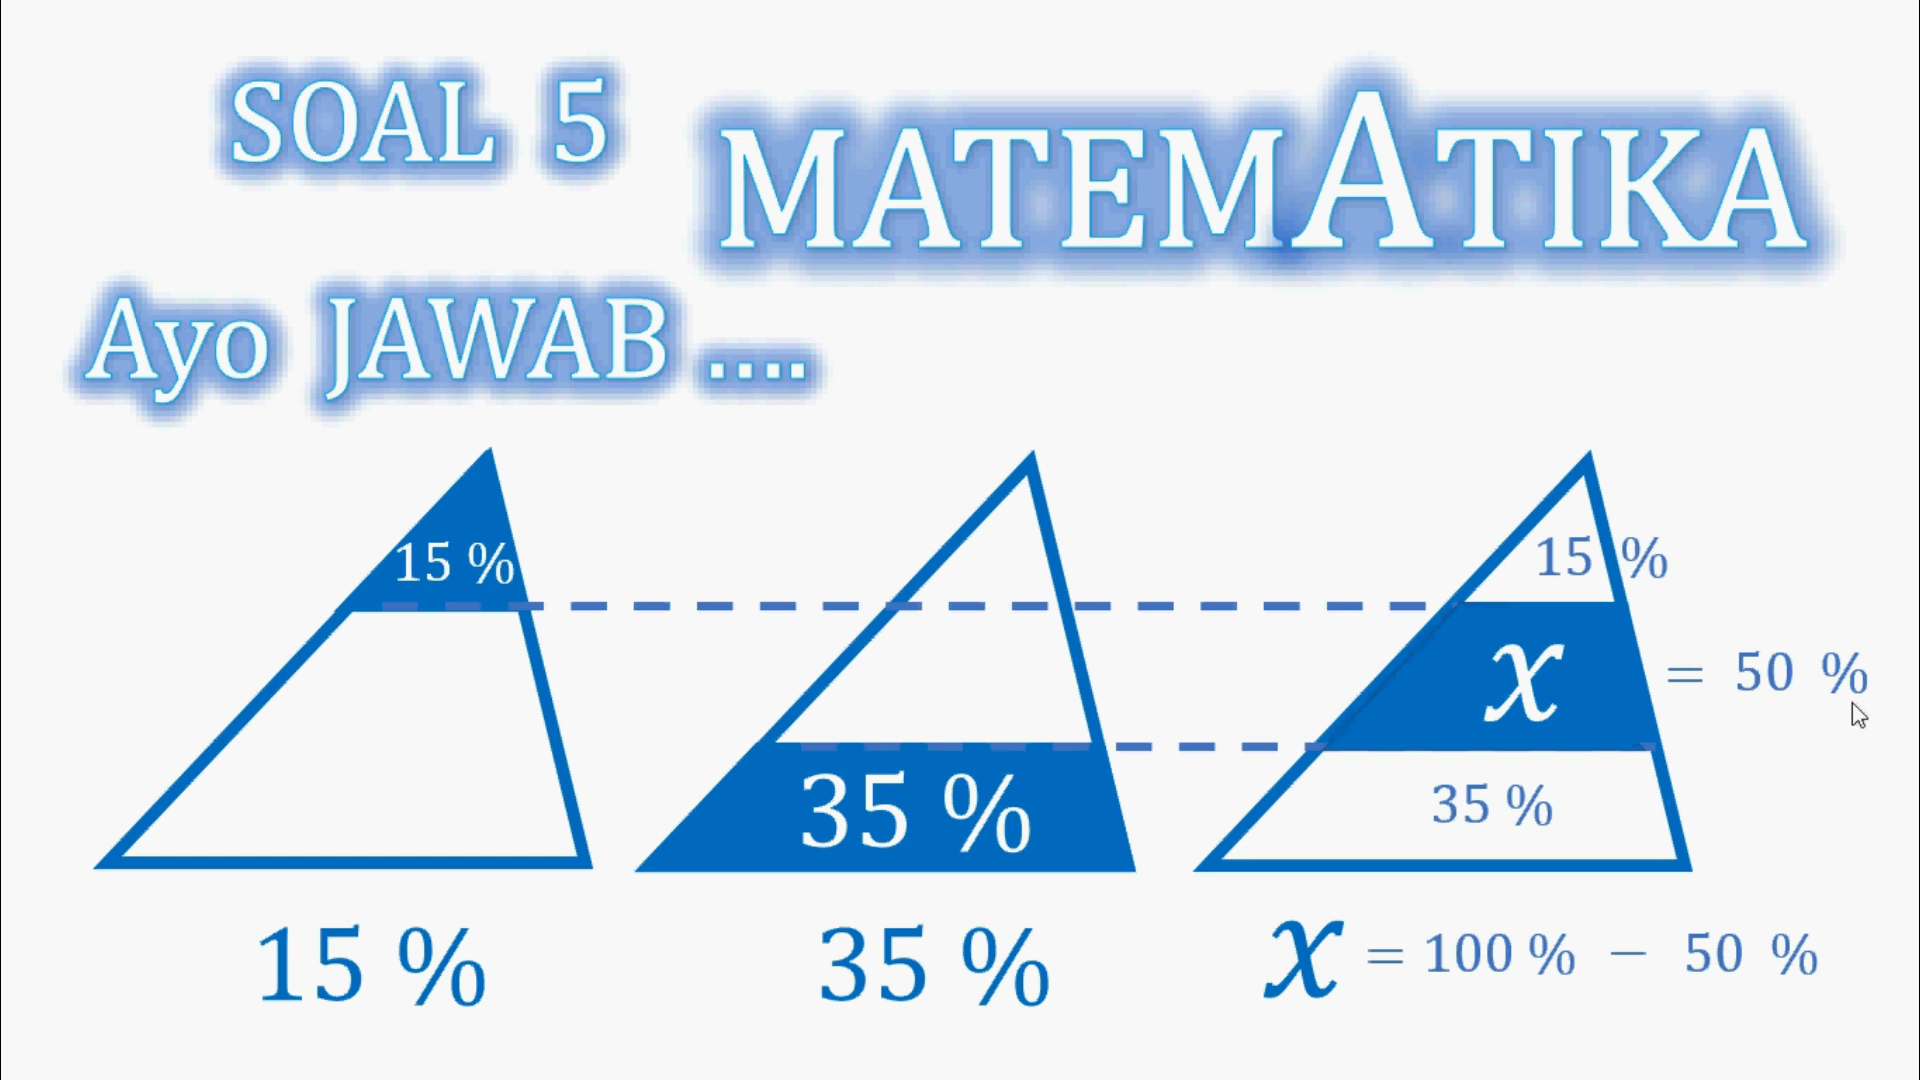 SOAL 5
MATEMATIKA
Ayo JAWAB ....
15 %
15 %
x = 50 %
35 %
35 %
15 %
35 %
x = 100 % − 50 %